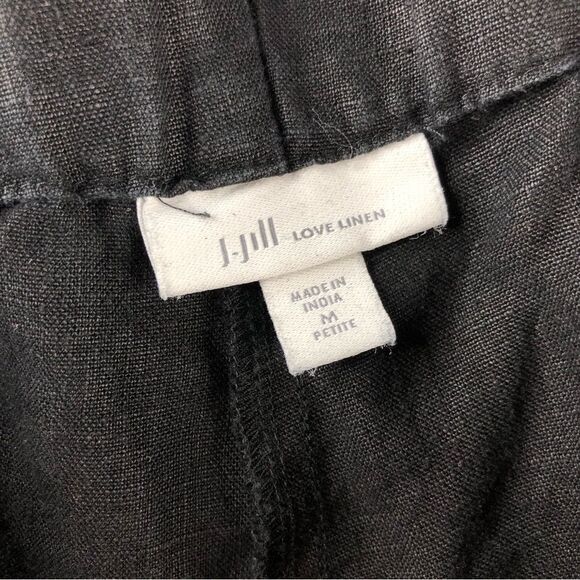 J.Jill LOVE LINEN
MADE IN
INDIA
M
PETITE